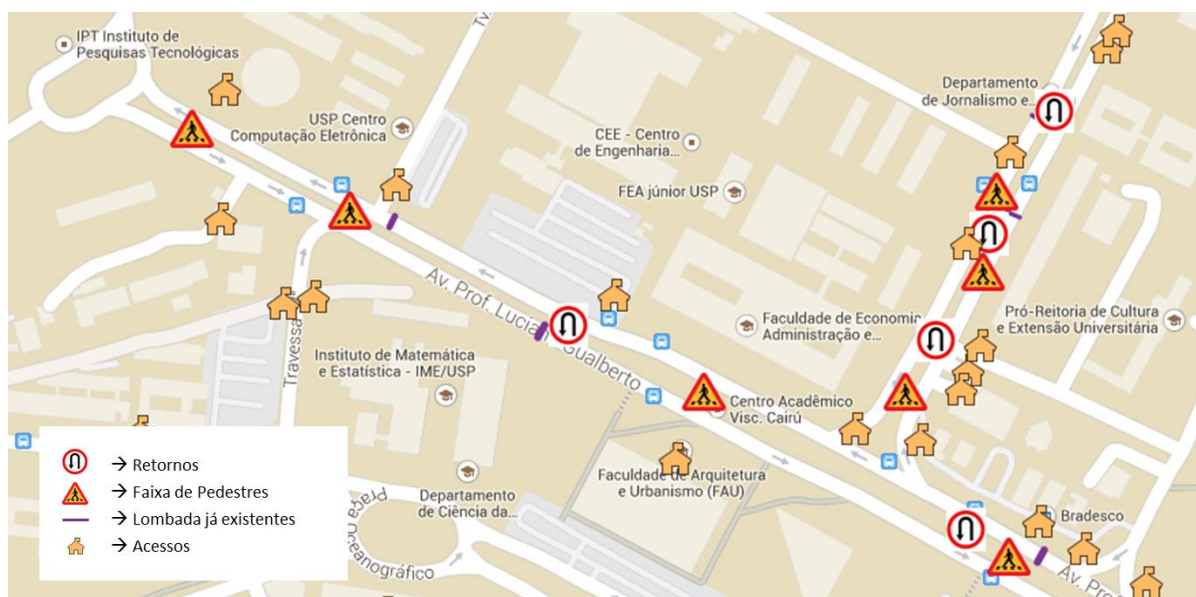 IPT Instituto de
Pesquisas Tecnológicas
Tv.
Departamento
de Jornalismo e...
USP Centro
Computação Eletrônica
CEE - Centro
de Engenharia...
FEA júnior USP
Av. Prof. Lucia
Gualberto
Faculdade de Economia,
Administração e...
Pró-Reitoria de Cultura
e Extensão Universitária
Travessa
Instituto de Matemática
e Estatística - IME/USP
Centro Acadêmico
Visc. Cairú
Faculdade de Arquitetura
e Urbanismo (FAU)
Departamento
de Ciência da...
Praça
Oceanográfico
Bradesco
Av. Pro
→ Retornos
→ Faixa de Pedestres
→ Lombada já existentes
→ Acessos